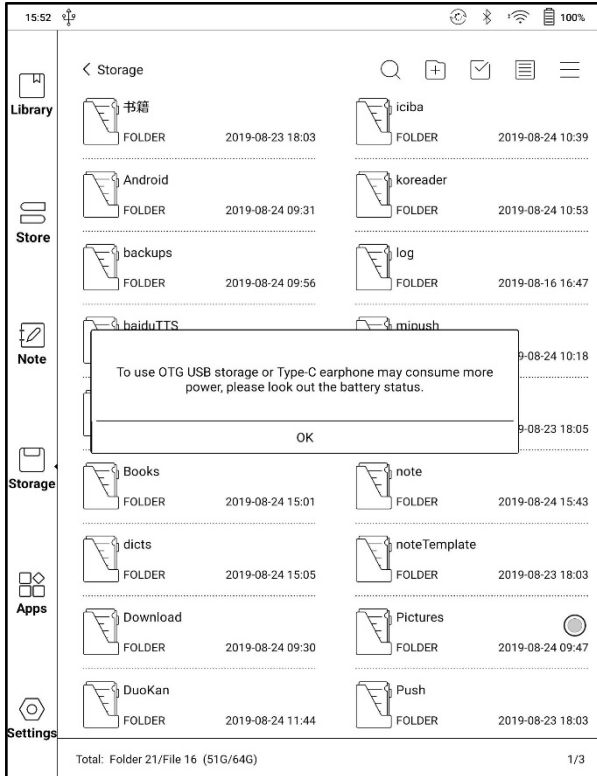 15:52
100%
Storage
Library
Store
Note
Storage
Apps
Settings
书籍
FOLDER 2019-08-23 18:03
iciba
FOLDER 2019-08-24 10:39
Android
FOLDER 2019-08-24 09:31
koreader
FOLDER 2019-08-24 10:53
backups
FOLDER 2019-08-24 09:56
log
FOLDER 2019-08-16 16:47
baiduTTS
mipush
9-08-24 10:18
To use OTG USB storage or Type-C earphone may consume more
power, please look out the battery status.
OK
9-08-23 18:05
Books
FOLDER 2019-08-24 15:01
note
FOLDER 2019-08-24 15:43
dicts
FOLDER 2019-08-24 15:05
noteTemplate
FOLDER 2019-08-23 18:03
Download
FOLDER 2019-08-24 09:30
Pictures
FOLDER 2019-08-24 09:47
DuoKan
FOLDER 2019-08-24 11:44
Push
FOLDER 2019-08-23 18:03
Total: Folder 21/File 16 (51G/64G)
1/3